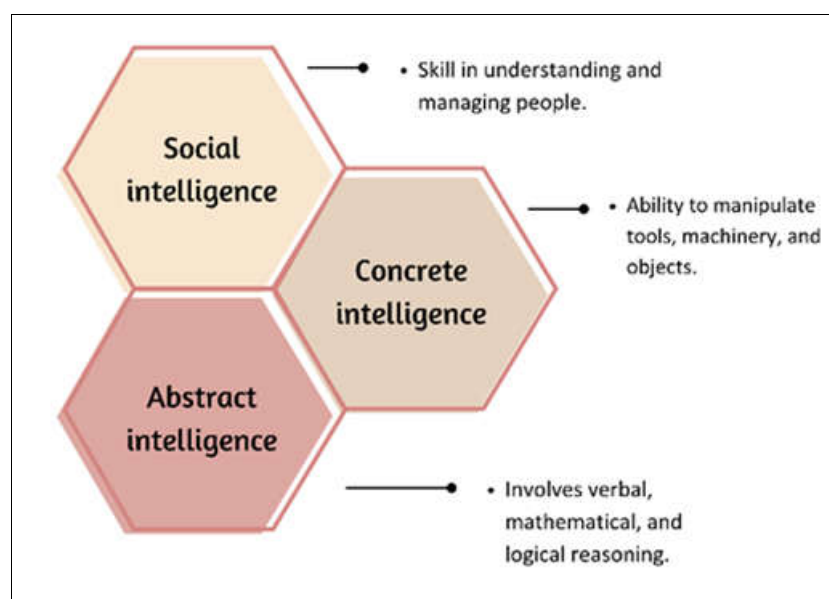 Social
intelligence
• Skill in understanding and
managing people.
Concrete
intelligence
• Ability to manipulate
tools, machinery, and
objects.
Abstract
intelligence
• Involves verbal,
mathematical, and
logical reasoning.